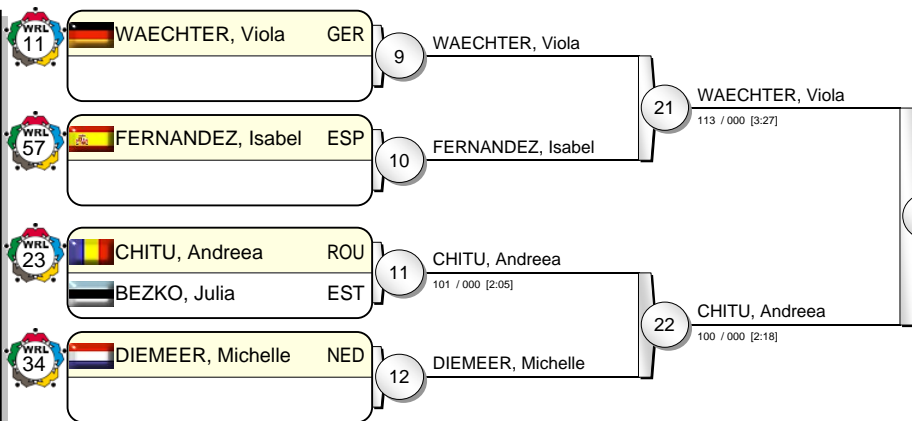 WRL
11
WAECHTER, Viola GER
9
WAECHTER, Viola
21
WAECHTER, Viola
113 / 000 [3:27]
WRL
57
FERNANDEZ, Isabel ESP
10
FERNANDEZ, Isabel
WRL
23
CHITU, Andreea ROU
BEZKO, Julia EST
11
CHITU, Andreea
101 / 000 [2:05]
22
CHITU, Andreea
100 / 000 [2:18]
WRL
34
DIEMEER, Michelle NED
12
DIEMEER, Michelle